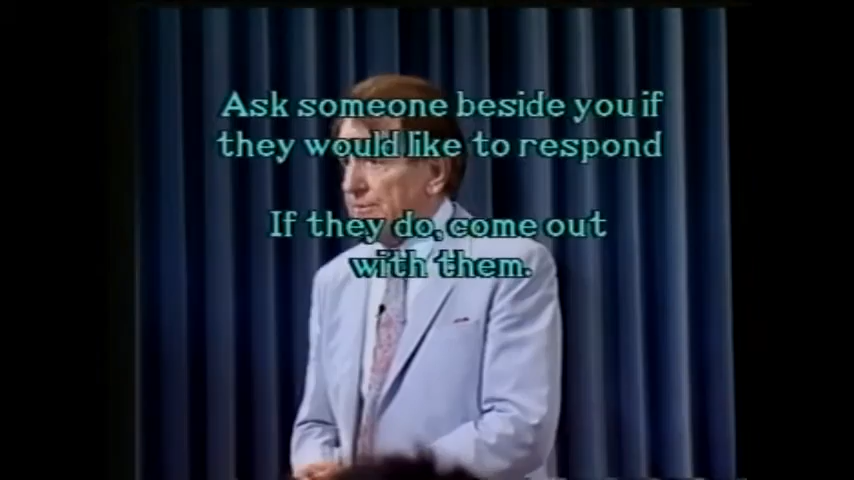 Ask someone beside you if
they would like to respond
If they do, come out
with them.